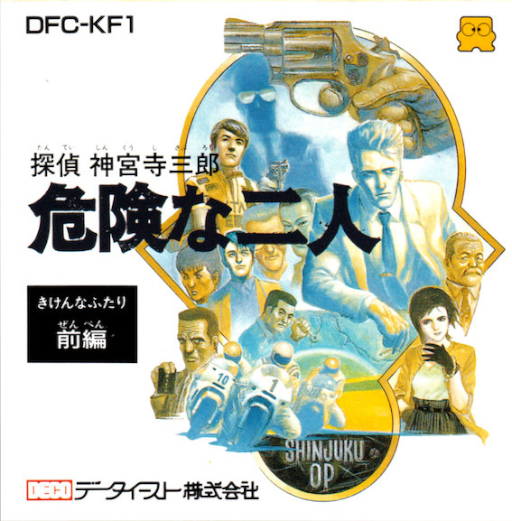 DFC-KF1
たんてい じんぐうじ さぶろう
探偵 神宮寺三郎
危険な二人
きけんなふたり
ぜんぺん
前編
10
1
SHINJUKU
OP
DECO データイースト株式会社